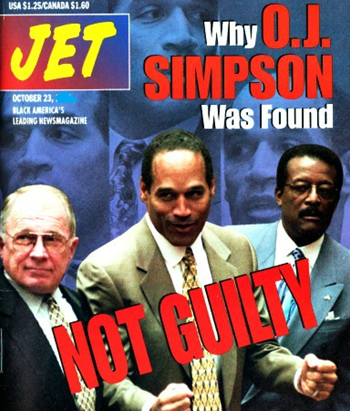 USA $1.25/CANADA $1.60
JET
OCTOBER 23,
BLACK AMERICA'S
LEADING NEWSMAGAZINE
Why O.J.
SIMPSON
Was Found
NOT GUILTY